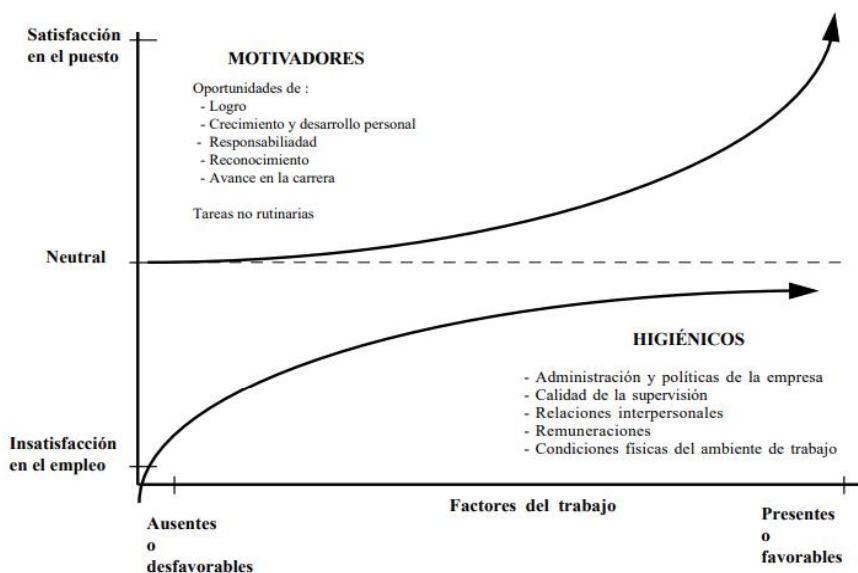 Satisfacción
en el puesto
MOTIVADORES
Oportunidades de :
- Logro
- Crecimiento y desarrollo personal
- Responsabiliadad
- Reconocimiento
- Avance en la carrera
Tareas no rutinarias
Neutral
HIGIÉNICOS
- Administración y políticas de la empresa
- Calidad de la supervisión
- Relaciones interpersonales
- Remuneraciones
- Condiciones físicas del ambiente de trabajo
Insatisfacción
en el empleo
Factores del trabajo
Ausentes
o
desfavorables
Presentes
o
favorables